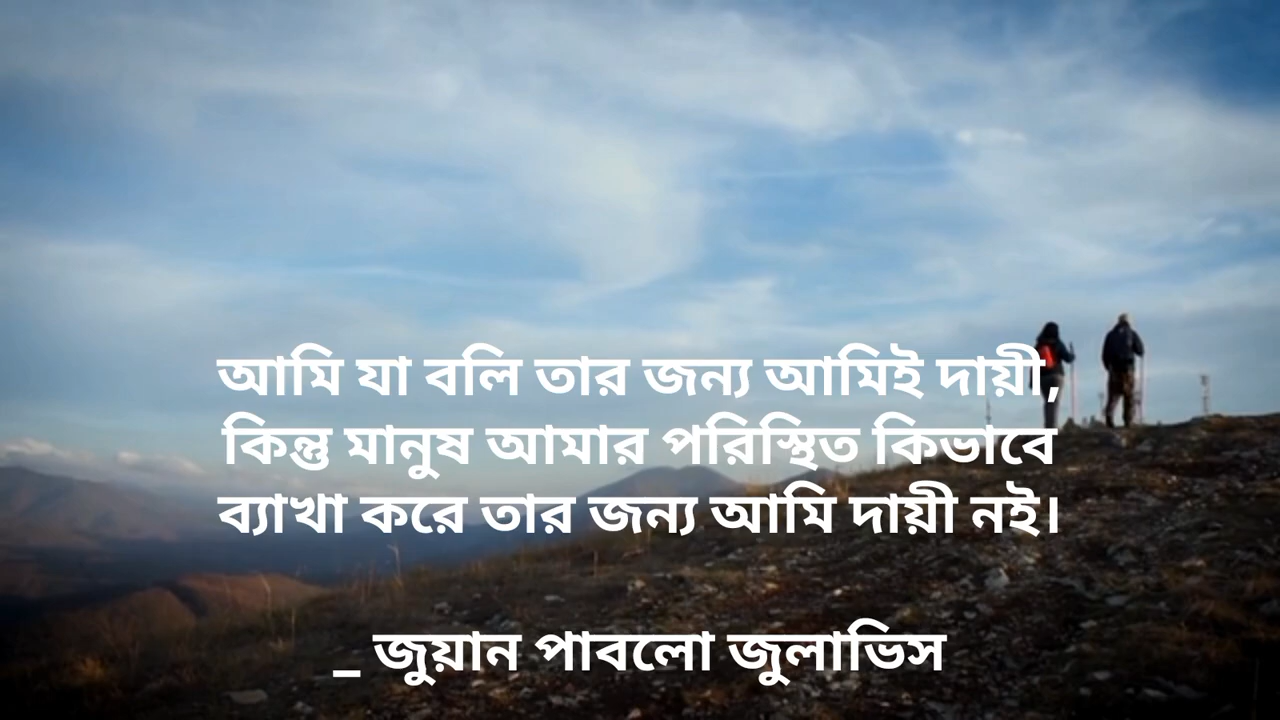 আমি যা বলি তার জন্য আমিই দায়ী,
কিন্তু মানুষ আমার পরিস্থিত কিভাবে
ব্যাখা করে তার জন্য আমি দায়ী নই।
_ জুয়ান পাবলো জুলাভিস